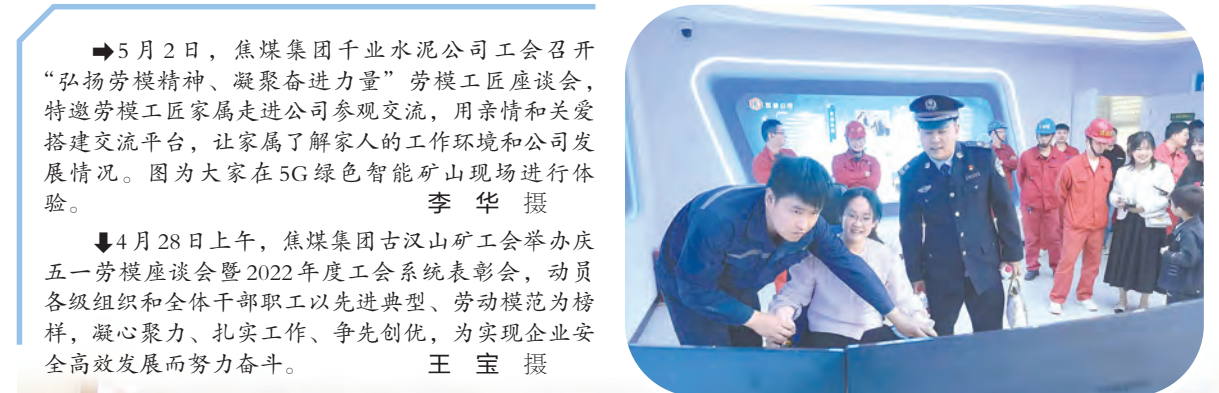 ➡5月2日，焦煤集团千业水泥公司工会召开
“弘扬劳模精神、凝聚奋进力量”劳模工匠座谈会，
特邀劳模工匠家属走进公司参观交流，用亲情和关爱
搭建交流平台，让家属了解家人的工作环境和公司发
展情况。图为大家在5G绿色智能矿山现场进行体
验。 李 华 摄
⬇4月28日上午，焦煤集团古汉山矿工会举办庆
五一劳模座谈会暨2022年度工会系统表彰会，动员
各级组织和全体干部职工以先进典型、劳动模范为榜
样，凝心聚力、扎实工作、争先创优，为实现企业安
全高效发展而努力奋斗。 王 宝 摄